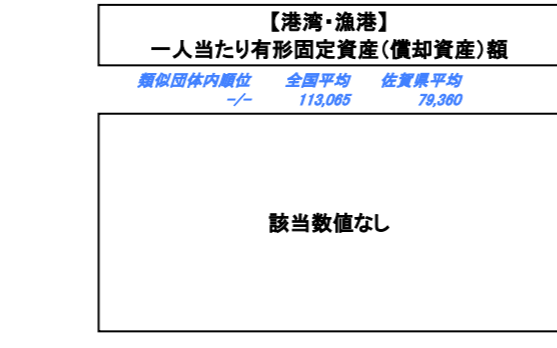 【港湾・漁港】
一人当たり有形固定資産（償却資産）額
類似団体内順位 全国平均 佐賀県平均
-/- 113,065 79,360
該当数値なし